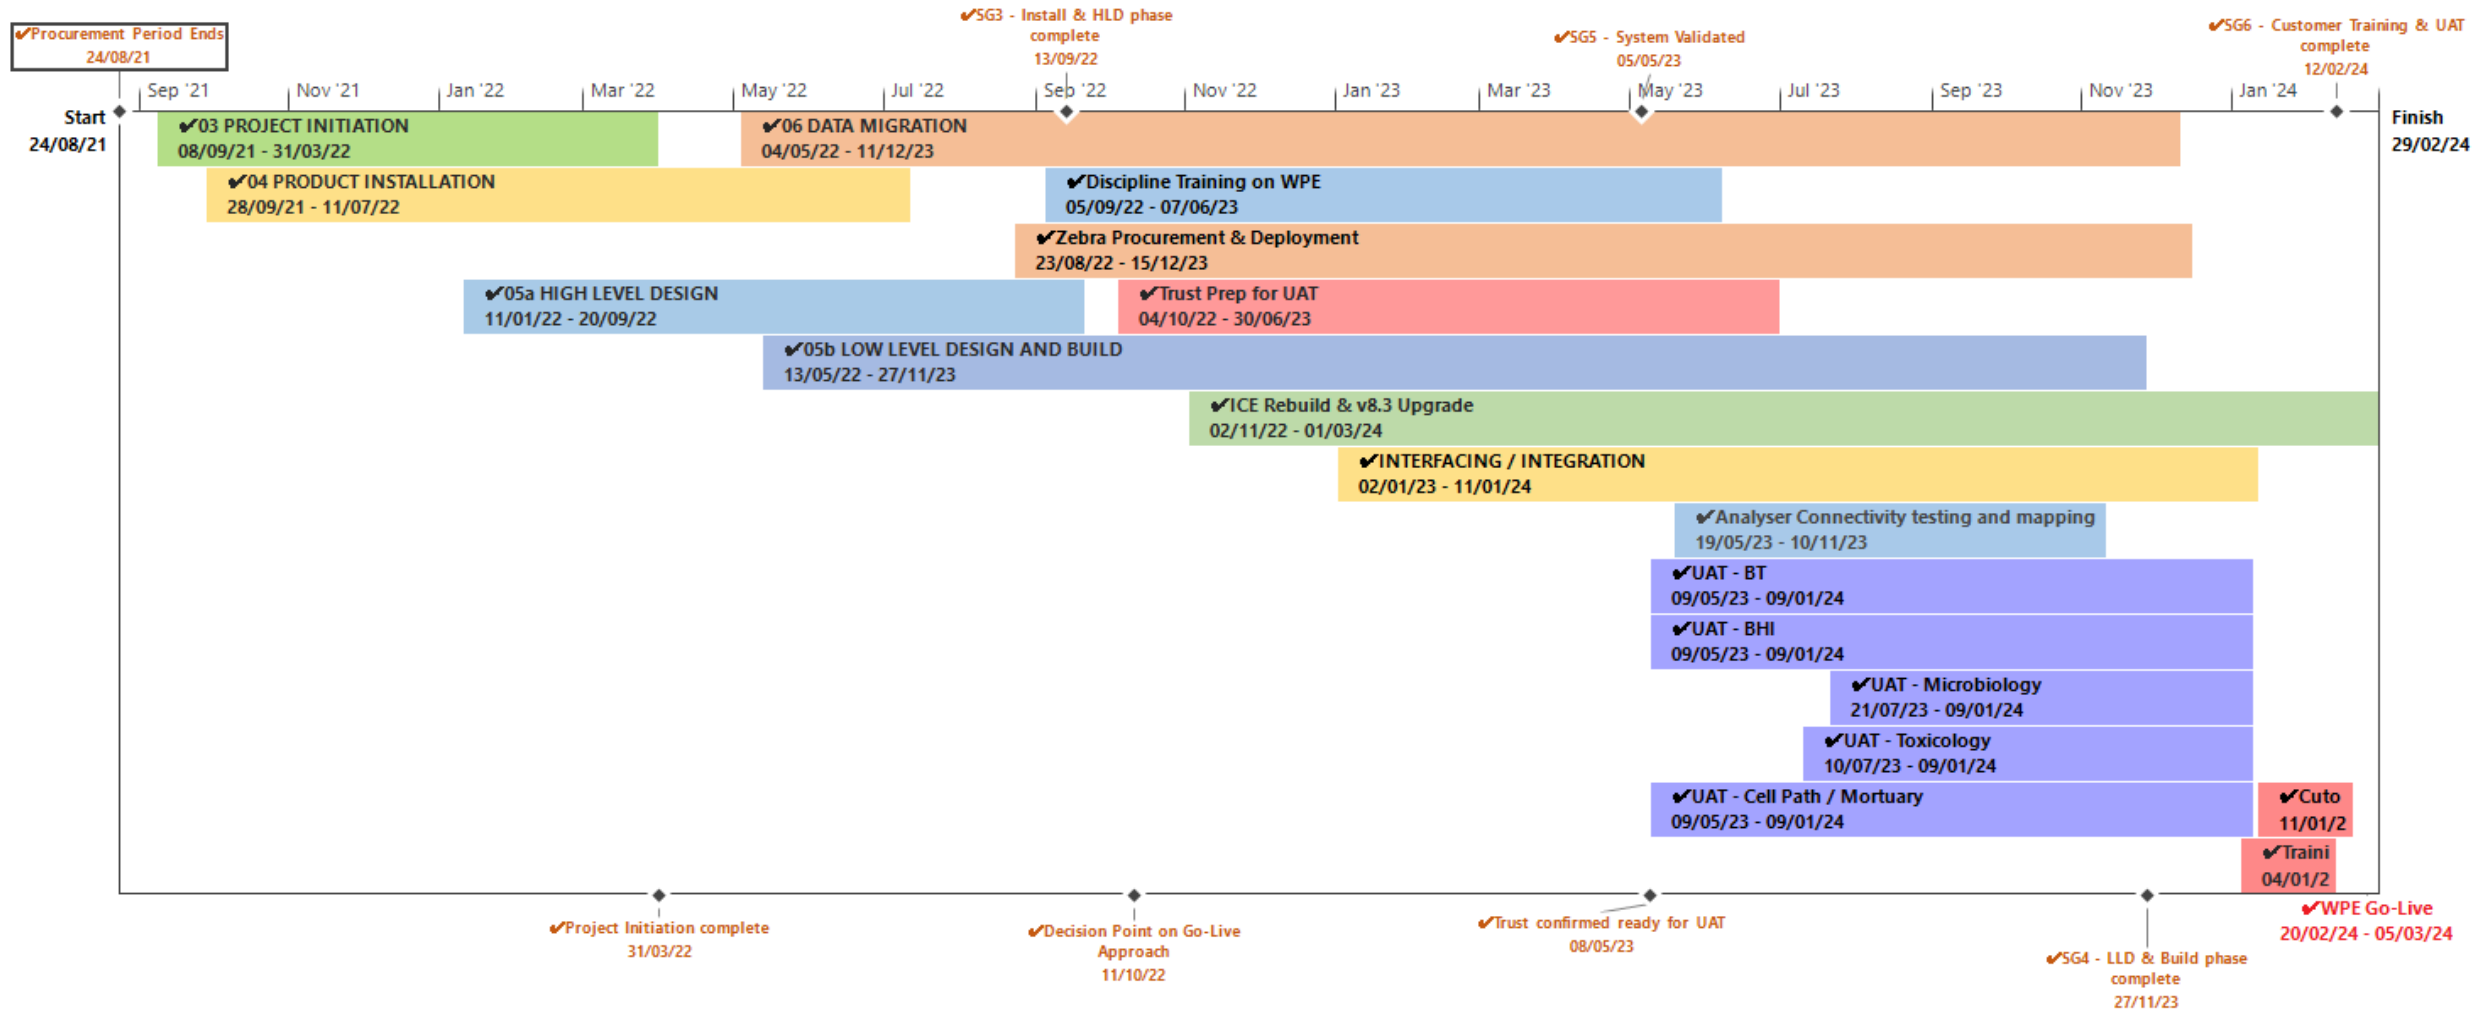 ✔Procurement Period Ends
24/08/21
✔SG3 - Install & HLD phase
complete
13/09/22
✔SG5 - System Validated
05/05/23
✔SG6 - Customer Training & UAT
complete
12/02/24
Sep '21 Nov '21 Jan '22 Mar '22 May '22 Jul '22 Sep '22 Nov '22 Jan '23 Mar '23 May '23 Jul '23 Sep '23 Nov '23 Jan '24
Start
24/08/21
Finish
29/02/24
✔03 PROJECT INITIATION
08/09/21 - 31/03/22
✔06 DATA MIGRATION
04/05/22 - 11/12/23
✔04 PRODUCT INSTALLATION
28/09/21 - 11/07/22
✔Discipline Training on WPE
05/09/22 - 07/06/23
✔Zebra Procurement & Deployment
23/08/22 - 15/12/23
✔05a HIGH LEVEL DESIGN
11/01/22 - 20/09/22
✔Trust Prep for UAT
04/10/22 - 30/06/23
✔05b LOW LEVEL DESIGN AND BUILD
13/05/22 - 27/11/23
✔ICE Rebuild & v8.3 Upgrade
02/11/22 - 01/03/24
✔INTERFACING / INTEGRATION
02/01/23 - 11/01/24
✔Analyser Connectivity testing and mapping
19/05/23 - 10/11/23
✔UAT - BT
09/05/23 - 09/01/24
✔UAT - BHI
09/05/23 - 09/01/24
✔UAT - Microbiology
21/07/23 - 09/01/24
✔UAT - Toxicology
10/07/23 - 09/01/24
✔UAT - Cell Path / Mortuary
09/05/23 - 09/01/24
✔Cuto
11/01/2
✔Traini
04/01/2
✔Project Initiation complete
31/03/22
✔Decision Point on Go-Live
Approach
11/10/22
✔Trust confirmed ready for UAT
08/05/23
✔SG4 - LLD & Build phase
complete
27/11/23
✔WPE Go-Live
20/02/24 - 05/03/24